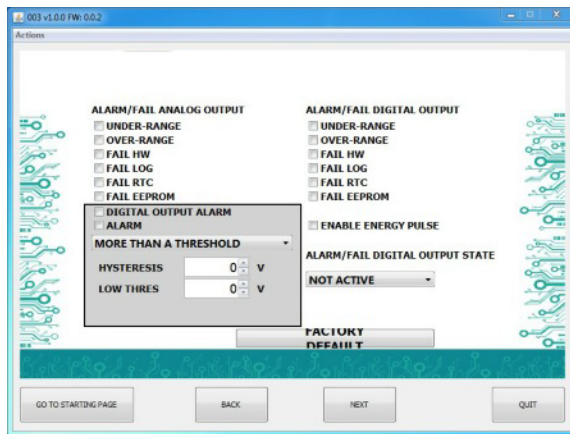 003 v1.0.0 FW: 0.0.2
Actions
ALARM/FAIL ANALOG OUTPUT
UNDER-RANGE
OVER-RANGE
FAIL HW
FAIL LOG
FAIL RTC
FAIL EEPROM
DIGITAL OUTPUT ALARM
ALARM
MORE THAN A THRESHOLD
HYSTERESIS 0 V
LOW THRES 0 V
ALARM/FAIL DIGITAL OUTPUT
UNDER-RANGE
OVER-RANGE
FAIL HW
FAIL LOG
FAIL RTC
FAIL EEPROM
ENABLE ENERGY PULSE
ALARM/FAIL DIGITAL OUTPUT STATE
NOT ACTIVE
FACTORY
DEFAULT
GO TO STARTING PAGE BACK NEXT QUIT